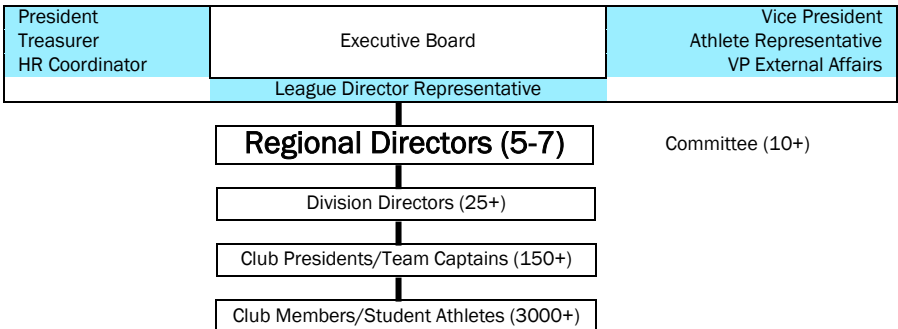 President
Treasurer
HR Coordinator
Executive Board
Vice President
Athlete Representative
VP External Affairs
League Director Representative
Regional Directors (5-7)
Committee (10+)
Division Directors (25+)
Club Presidents/Team Captains (150+)
Club Members/Student Athletes (3000+)